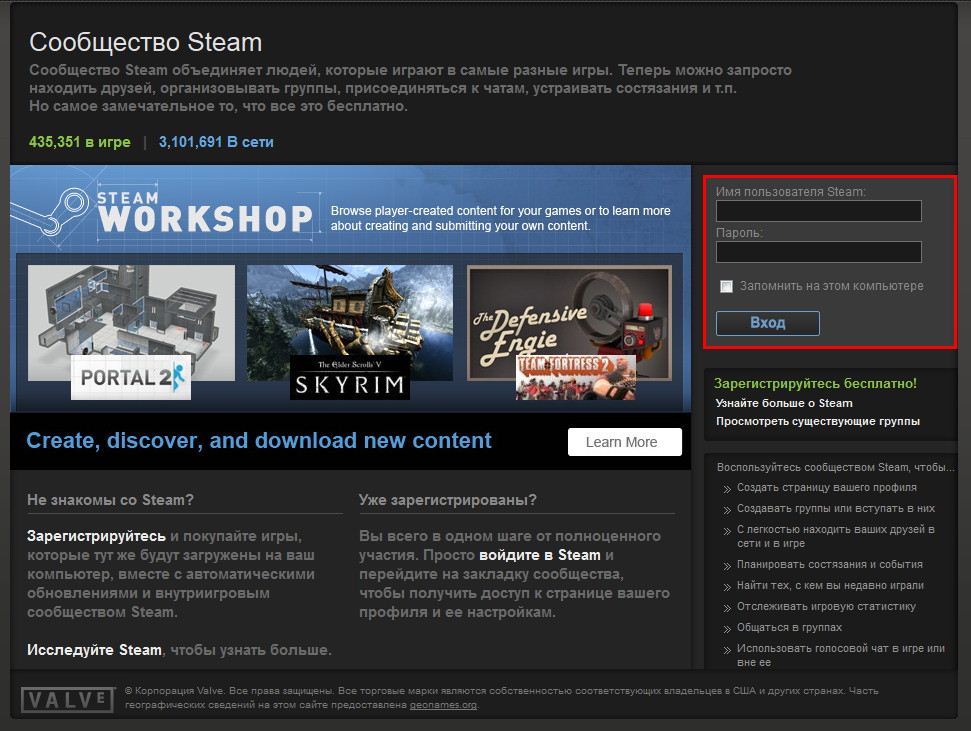 Сообщество Steam
Сообщество Steam объединяет людей, которые играют в самые разные игры. Теперь можно запросто
находить друзей, организовывать группы, присоединяться к чатам, устраивать состязания и т.п.
Но самое замечательное то, что все это бесплатно.
435,351 в игре | 3,101,691 В сети
STEAM
WORKSHOP
Browse player-created content for your games or to learn more
about creating and submitting your own content.
PORTAL 2
The Elder Scrolls V
SKYRIM
The Defensive
Engie
TEAM FORTRESS 2
Create, discover, and download new content
Learn More
Не знакомы со Steam?
Зарегистрируйтесь и покупайте игры,
которые тут же будут загружены на ваш
компьютер, вместе с автоматическими
обновлениями и внутриигровым
сообществом Steam.
Исследуйте Steam, чтобы узнать больше.
Уже зарегистрированы?
Вы всего в одном шаге от полноценного
участия. Просто войдите в Steam и
перейдите на закладку сообщества,
чтобы получить доступ к странице вашего
профиля и ее настройкам.
Имя пользователя Steam:
Пароль:
Запомнить на этом компьютере
Вход
Зарегистрируйтесь бесплатно!
Узнайте больше о Steam
Просмотреть существующие группы
Воспользуйтесь сообществом Steam, чтобы...
Создать страницу вашего профиля
Создавать группы или вступать в них
С легкостью находить ваших друзей в
сети и в игре
Планировать состязания и события
Найти тех, с кем вы недавно играли
Отслеживать игровую статистику
Общаться в группах
Использовать голосовой чат в игре или
вне ее
VALVE
© Корпорация Valve. Все права защищены. Все торговые марки являются собственностью соответствующих владельцев в США и других странах. Часть
географических сведений на этом сайте предоставлена geonames.org.